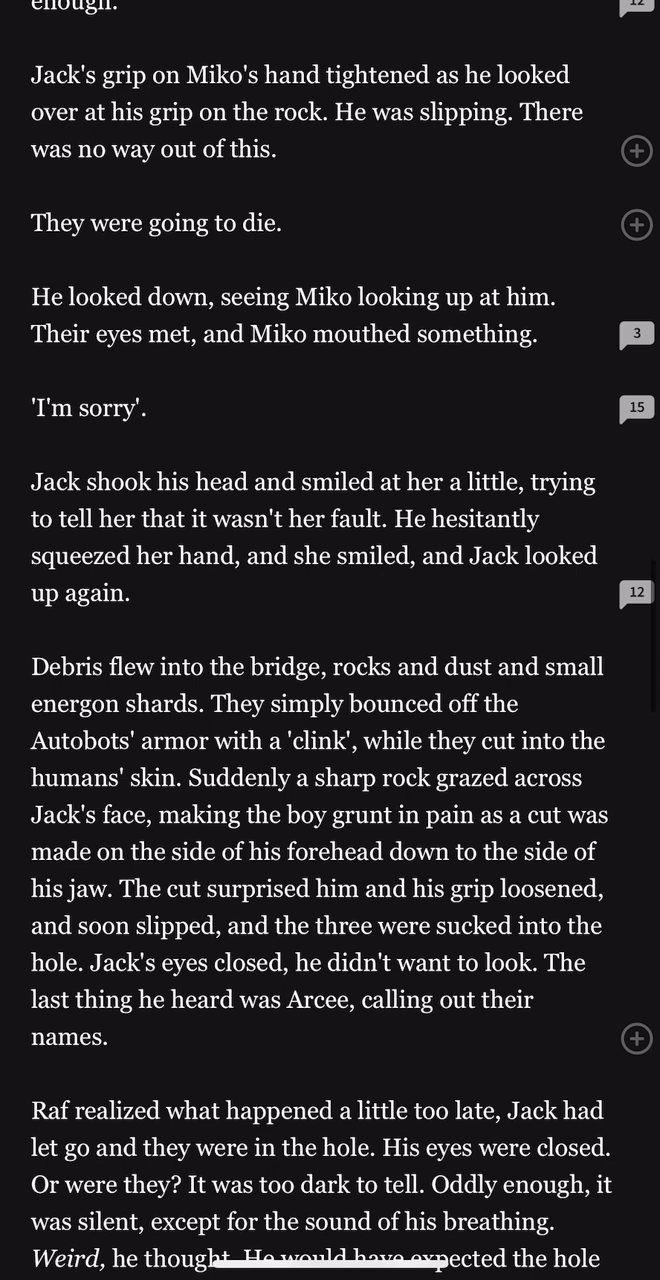 enough.
12
Jack's grip on Miko's hand tightened as he looked
over at his grip on the rock. He was slipping. There
was no way out of this.
They were going to die.
He looked down, seeing Miko looking up at him.
Their eyes met, and Miko mouthed something.
3
'I'm sorry'.
15
Jack shook his head and smiled at her a little, trying
to tell her that it wasn't her fault. He hesitantly
squeezed her hand, and she smiled, and Jack looked
up again.
12
Debris flew into the bridge, rocks and dust and small
energon shards. They simply bounced off the
Autobots' armor with a 'clink', while they cut into the
humans' skin. Suddenly a sharp rock grazed across
Jack's face, making the boy grunt in pain as a cut was
made on the side of his forehead down to the side of
his jaw. The cut surprised him and his grip loosened,
and soon slipped, and the three were sucked into the
hole. Jack's eyes closed, he didn't want to look. The
last thing he heard was Arcee, calling out their
names.
Raf realized what happened a little too late, Jack had
let go and they were in the hole. His eyes were closed.
Or were they? It was too dark to tell. Oddly enough, it
was silent, except for the sound of his breathing.
Weird, he thought. He would have expected the hole